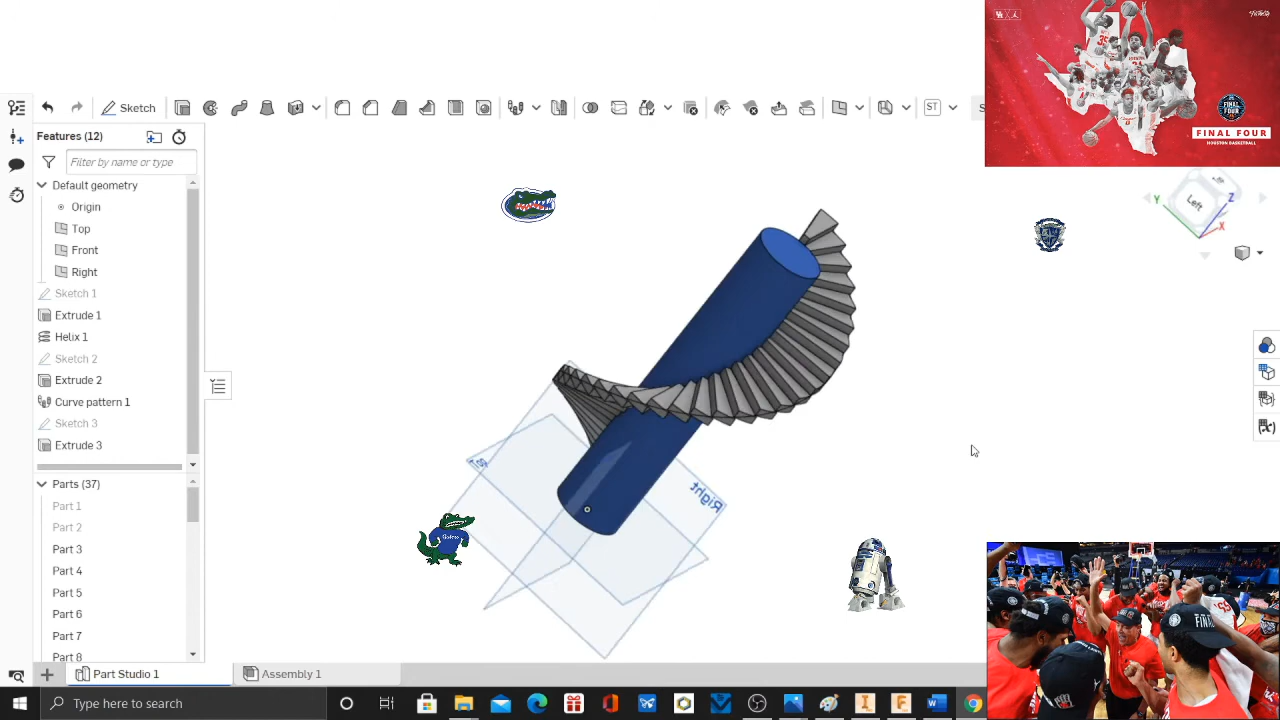 FINAL FOUR
HOUSTON BASKETBALL
Sketch
ST
Features (12)
Filter by name or type
Default geometry
Origin
Top
Front
Right
Sketch 1
Extrude 1
Helix 1
Sketch 2
Extrude 2
Curve pattern 1
Sketch 3
Extrude 3
Parts (37)
Part 1
Part 2
Part 3
Part 4
Part 5
Part 6
Part 7
Part 8
Left
Y
Z
X
Right
Gators
FINAL
Part Studio 1
Assembly 1
Type here to search